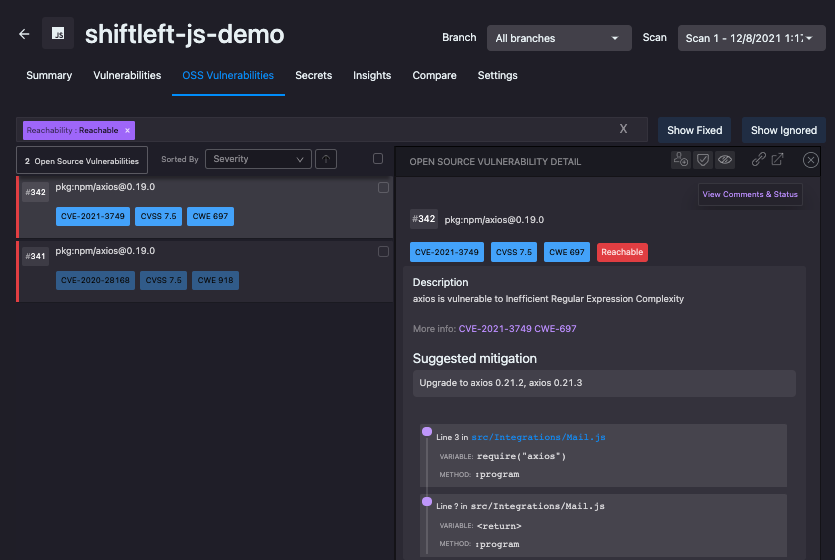 JS
shiftleft-js-demo
Branch All branches Scan Scan 1 - 12/8/2021 1:17
Summary Vulnerabilities OSS Vulnerabilities Secrets Insights Compare Settings
Reachability : Reachable × X Show Fixed Show Ignored
2 Open Source Vulnerabilities Sorted By Severity
#342 pkg:npm/axios@0.19.0
CVE-2021-3749 CVSS 7.5 CWE 697
#341 pkg:npm/axios@0.19.0
CVE-2020-28168 CVSS 7.5 CWE 918
OPEN SOURCE VULNERABILITY DETAIL
View Comments & Status
#342 pkg:npm/axios@0.19.0
CVE-2021-3749 CVSS 7.5 CWE 697 Reachable
Description
axios is vulnerable to Inefficient Regular Expression Complexity
More info: CVE-2021-3749 CWE-697
Suggested mitigation
Upgrade to axios 0.21.2, axios 0.21.3
Line 3 in src/Integrations/Mail.js
VARIABLE: require("axios")
METHOD: :program
Line ? in src/Integrations/Mail.js
VARIABLE: <return>
METHOD: :program